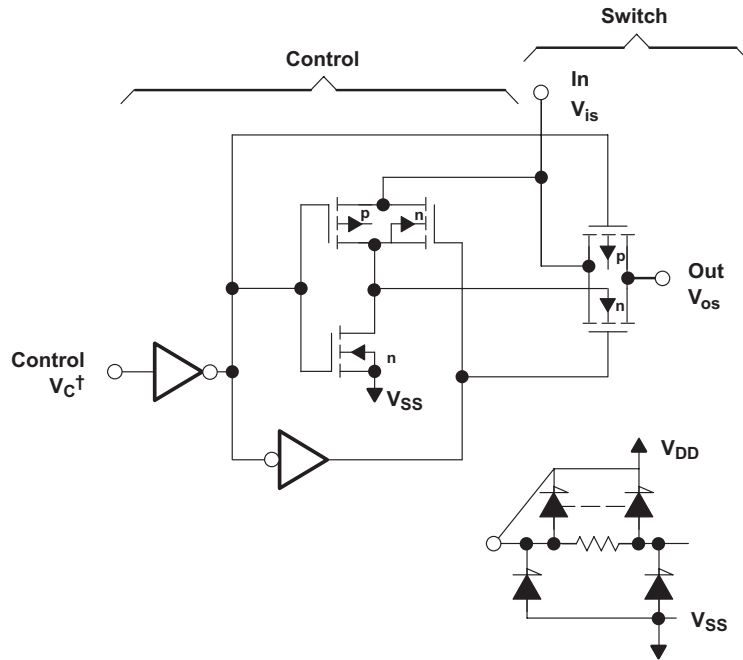 Switch
Control
In
Vis
p
n
p
Out
Vos
n
n
Control
VC†
VSS
VDD
VSS